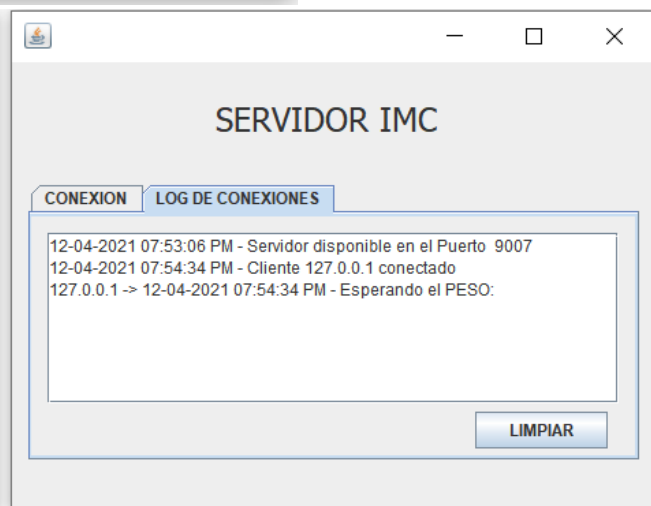 SERVIDOR IMC
CONEXION LOG DE CONEXIONES
12-04-2021 07:53:06 PM - Servidor disponible en el Puerto 9007
12-04-2021 07:54:34 PM - Cliente 127.0.0.1 conectado
127.0.0.1 -> 12-04-2021 07:54:34 PM - Esperando el PESO:
LIMPIAR